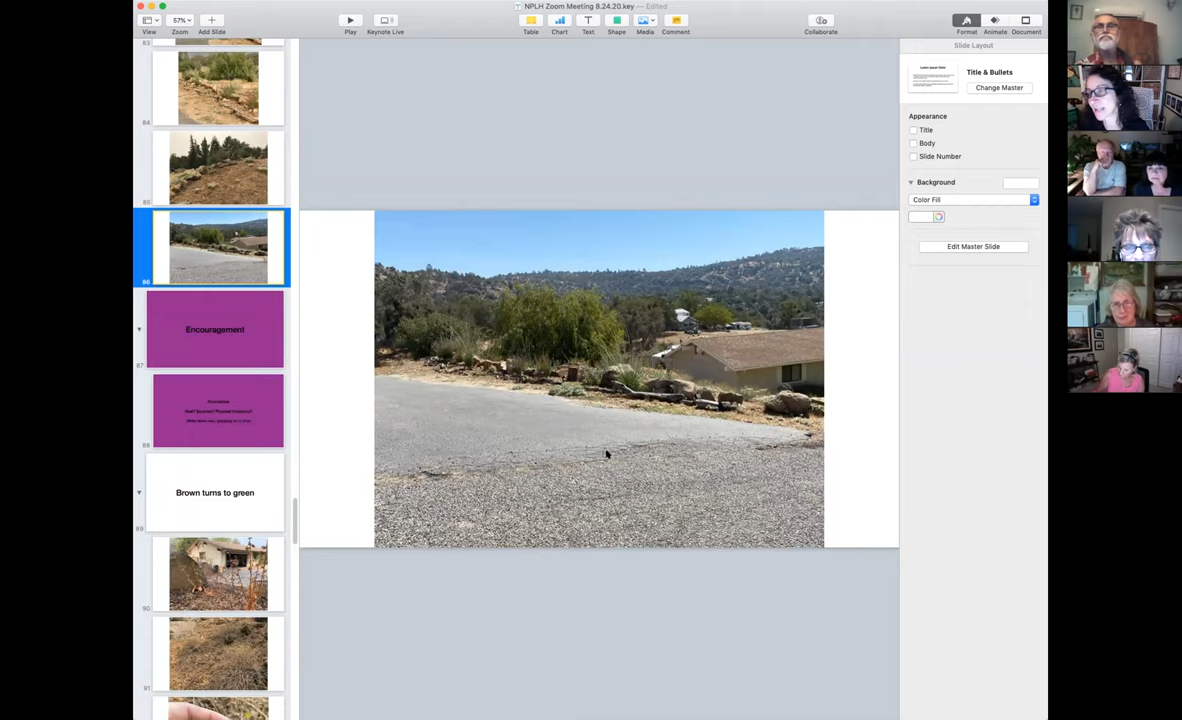 NPLH Zoom Meeting 8.24.20.key — Edited
57%
View
Zoom
Add Slide
Play
Keynote Live
Table
Chart
Text
Shape
Media
Comment
Collaborate
Format
Animate
Document
83
84
85
86
Encouragement
87
88
Brown turns to green
89
90
91
Slide Layout
Title & Bullets
Change Master
Appearance
Title
Body
Slide Number
Background
Color Fill
Edit Master Slide